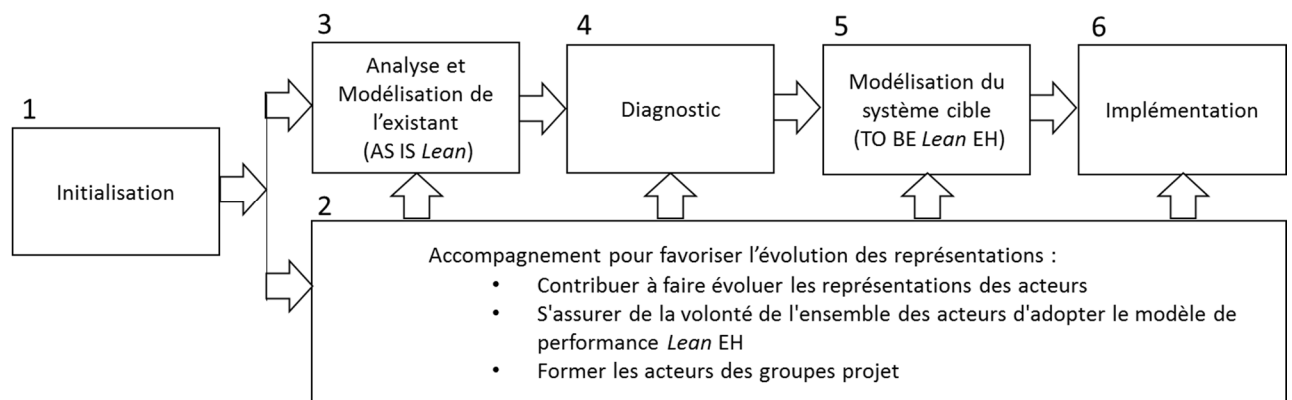 1
Initialisation
3
Analyse et
Modélisation de
l’existant
(AS IS Lean)
4
Diagnostic
5
Modélisation du
système cible
(TO BE Lean EH)
6
Implémentation
2
Accompagnement pour favoriser l’évolution des représentations :
• Contribuer à faire évoluer les représentations des acteurs
• S'assurer de la volonté de l'ensemble des acteurs d'adopter le modèle de
performance Lean EH
• Former les acteurs des groupes projet